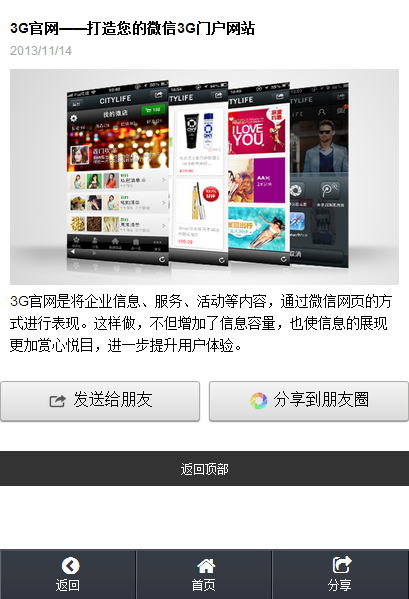 3G官网——打造您的微信3G门户网站
2013/11/14
CITYLIFE
CITYLIFE
CITYLIFE
CITYLIFE
我的微店
I LOVE
YOU.
3G官网是将企业信息、服务、活动等内容，通过微信网页的方
式进行表现。这样做，不但增加了信息容量，也使信息的展现
更加赏心悦目，进一步提升用户体验。
发送给朋友
分享到朋友圈
返回顶部
返回
首页
分享